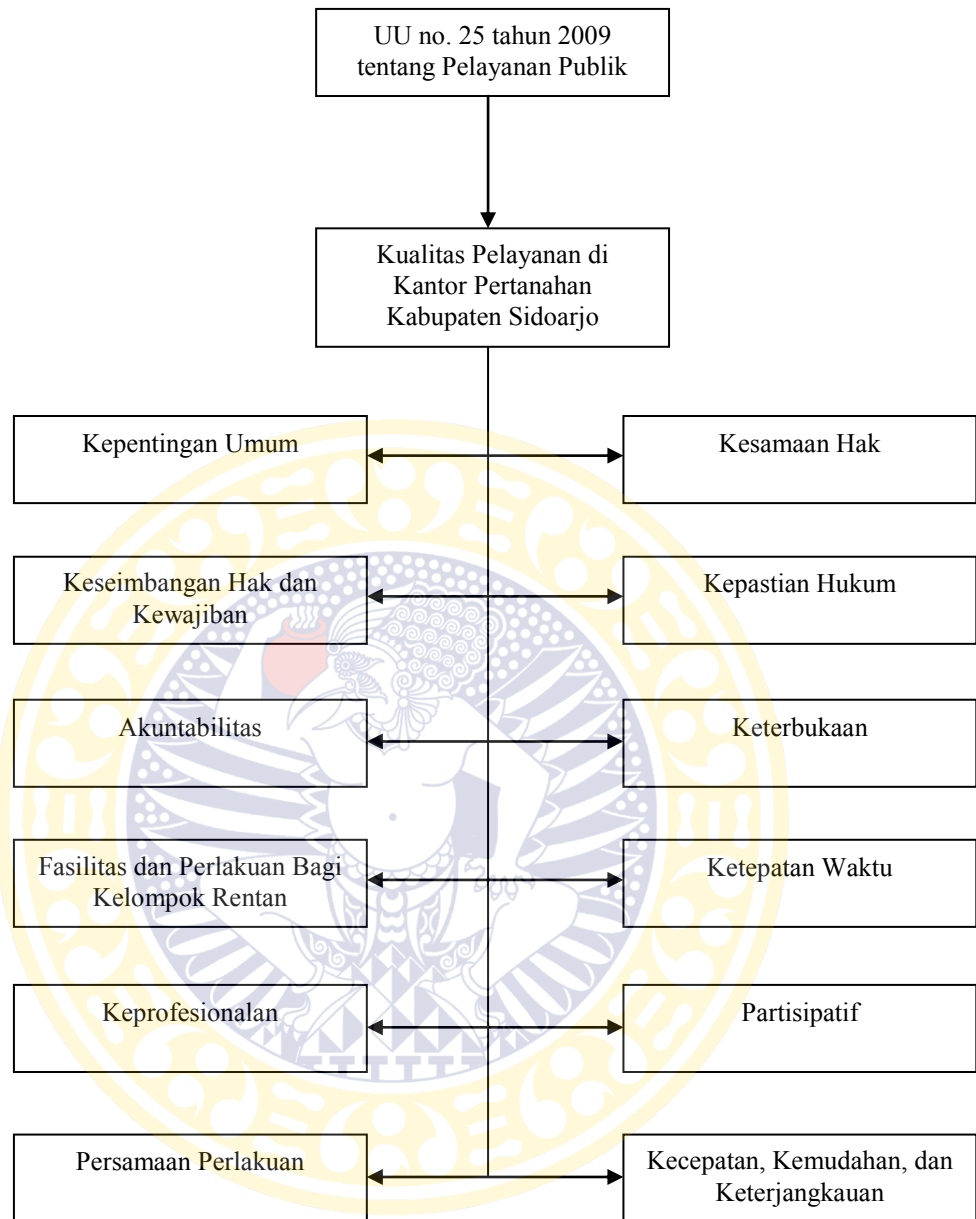 UU no. 25 tahun 2009
tentang Pelayanan Publik
Kualitas Pelayanan di
Kantor Pertanahan
Kabupaten Sidoarjo
Kepentingan Umum
Kesamaan Hak
Keseimbangan Hak dan
Kewajiban
Kepastian Hukum
Akuntabilitas
Keterbukaan
Fasilitas dan Perlakuan Bagi
Kelompok Rentan
Ketepatan Waktu
Keprofesionalan
Partisipatif
Persamaan Perlakuan
Kecepatan, Kemudahan, dan
Keterjangkauan